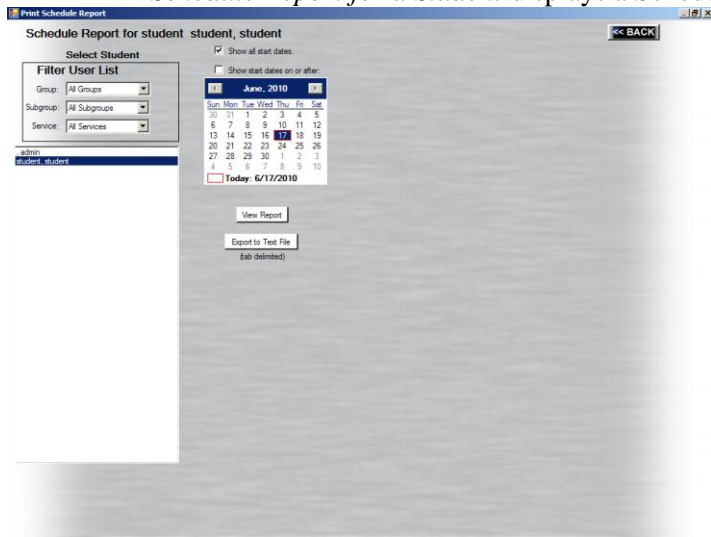 Schedule Report for a Student displays a Schedu
Print Schedule Report
Schedule Report for student student, student
<< BACK
Select Student
Filter User List
Group: All Groups
Subgroup: All Subgroups
Service: All Services
_admin
student, student
Show all start dates.
Show start dates on or after:
June, 2010
Sun Mon Tue Wed Thu Fri Sat
30 31 1 2 3 4 5
6 7 8 9 10 11 12
13 14 15 16 17 18 19
20 21 22 23 24 25 26
27 28 29 30 1 2 3
4 5 6 7 8 9 10
Today: 6/17/2010
View Report
Export to Text File
(tab delimited)